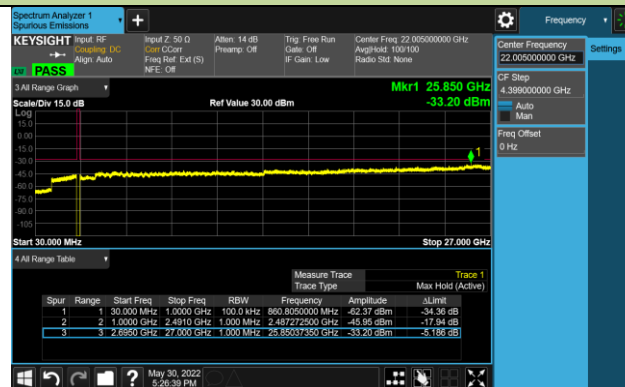 Spectrum Analyzer 1
Spurious Emissions
+
Frequency
KEYSIGHT
Input: RF
Coupling: DC
Align: Auto
Input Z: 50 Ω
Corr CCorr
Freq Ref: Ext (S)
NFE: Off
Atten: 14 dB
Preamp: Off
Trig: Free Run
Gate: Off
IF Gain: Low
Center Freq: 22.005000000 GHz
Avg|Hold: 100/100
Radio Std: None
PASS
Center Frequency
22.005000000 GHz
Settings
CF Step
4.399000000 GHz
Auto
Man
Freq Offset
0 Hz
3 All Range Graph
Mkr1 25.850 GHz
-33.20 dBm
Scale/Div 15.0 dB
Ref Value 30.00 dBm
Log
15.0
0.00
-15.0
-30.0
-45.0
-60.0
-75.0
-90.0
-105
1
Start 30.000 MHz
Stop 27.000 GHz
4 All Range Table
Measure Trace Trace 1
Trace Type Max Hold (Active)
Spur Range Start Freq Stop Freq RBW Frequency Amplitude ΔLimit
1 1 30.000 MHz 1.0000 GHz 100.0 kHz 860.8050000 MHz -62.37 dBm -34.36 dB
2 2 1.0000 GHz 2.4910 GHz 1.000 MHz 2.487272500 GHz -45.95 dBm -17.94 dB
3 3 2.6950 GHz 27.000 GHz 1.000 MHz 25.85037350 GHz -33.20 dBm -5.186 dB
?
May 30, 2022
5:26:39 PM